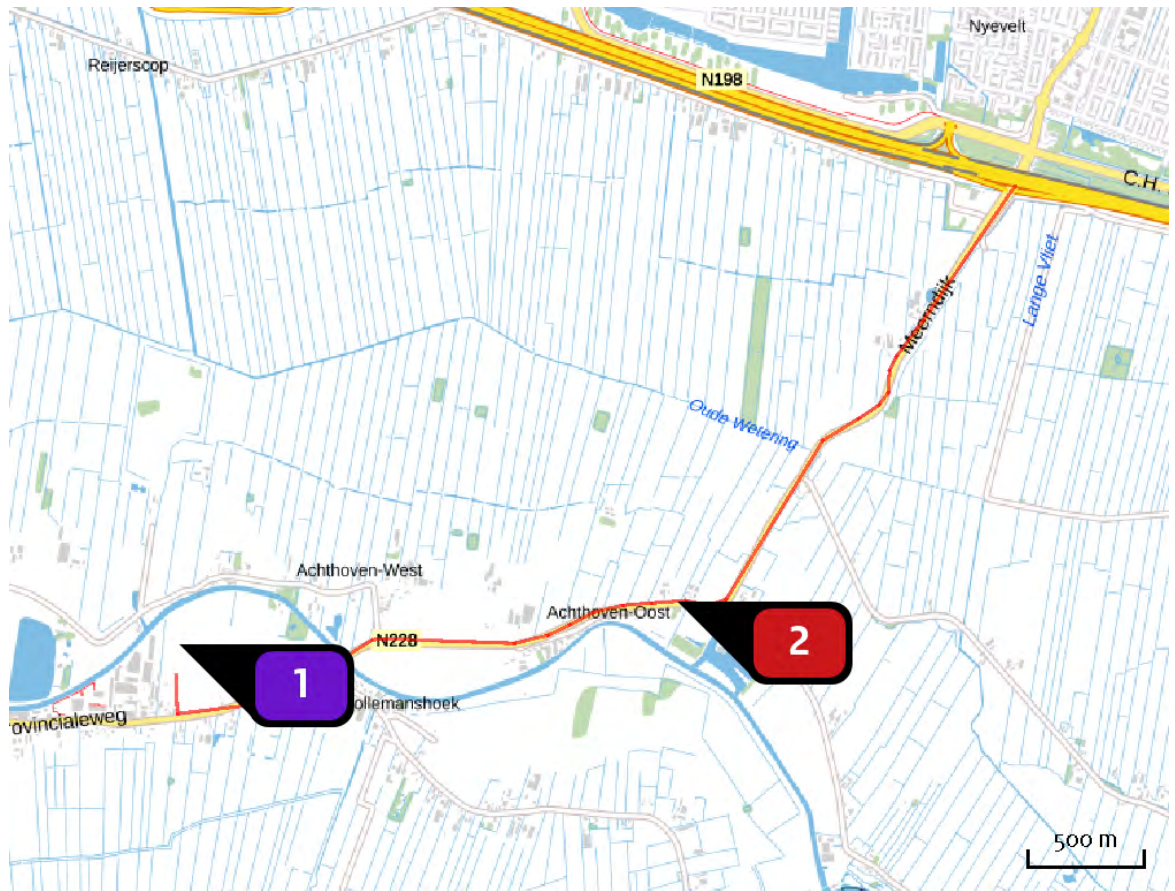 Nyevelt
Reijerscop
N198
C.H.
Lange Vliet
Meerndijk
Oude Wetering
Achthoven-West
Achthoven-Oost
2
N228
1
ollemanshoek
ovincialeweg
500 m